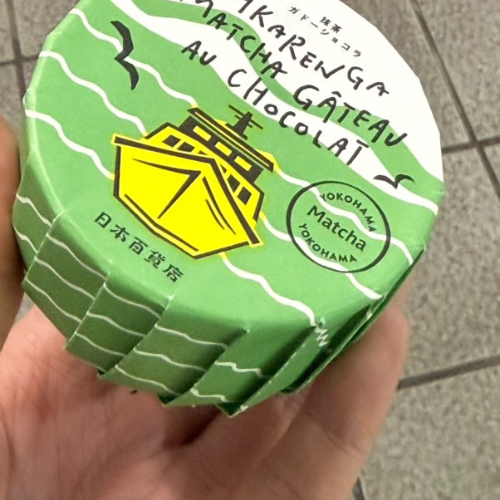 抹茶
ガトーショコラ
AKARENGA
MATCHA GÂTEAU
AU CHOCOLAT
YOKOHAMA
Matcha
YOKOHAMA
日本百貨店